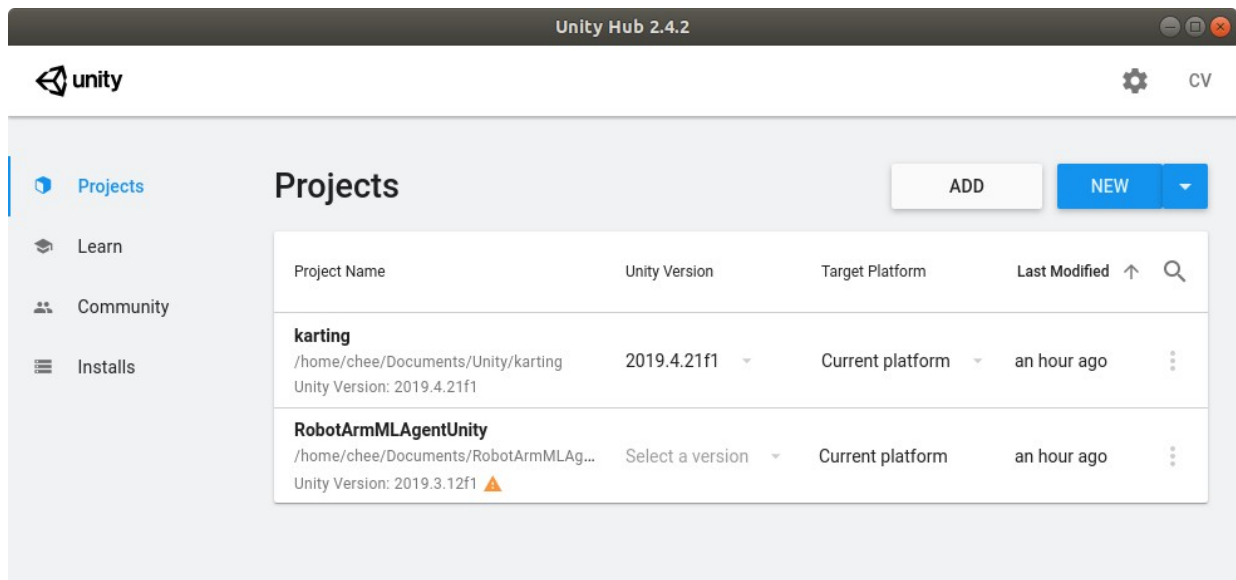 Unity Hub 2.4.2
unity
CV
Projects
Learn
Community
Installs
Projects
ADD
NEW
Project Name Unity Version Target Platform Last Modified
karting
/home/chee/Documents/Unity/karting
Unity Version: 2019.4.21f1
2019.4.21f1 Current platform an hour ago
RobotArmMLAgentUnity
/home/chee/Documents/RobotArmMLAg...
Unity Version: 2019.3.12f1
Select a version Current platform an hour ago